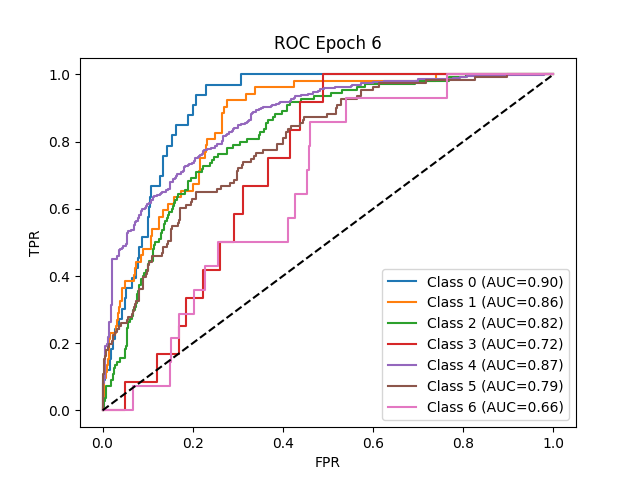 ROC Epoch 6
TPR
1.0
0.8
0.6
0.4
0.2
0.0
Class 0 (AUC=0.90)
Class 1 (AUC=0.86)
Class 2 (AUC=0.82)
Class 3 (AUC=0.72)
Class 4 (AUC=0.87)
Class 5 (AUC=0.79)
Class 6 (AUC=0.66)
0.0 0.2 0.4 0.6 0.8 1.0
FPR